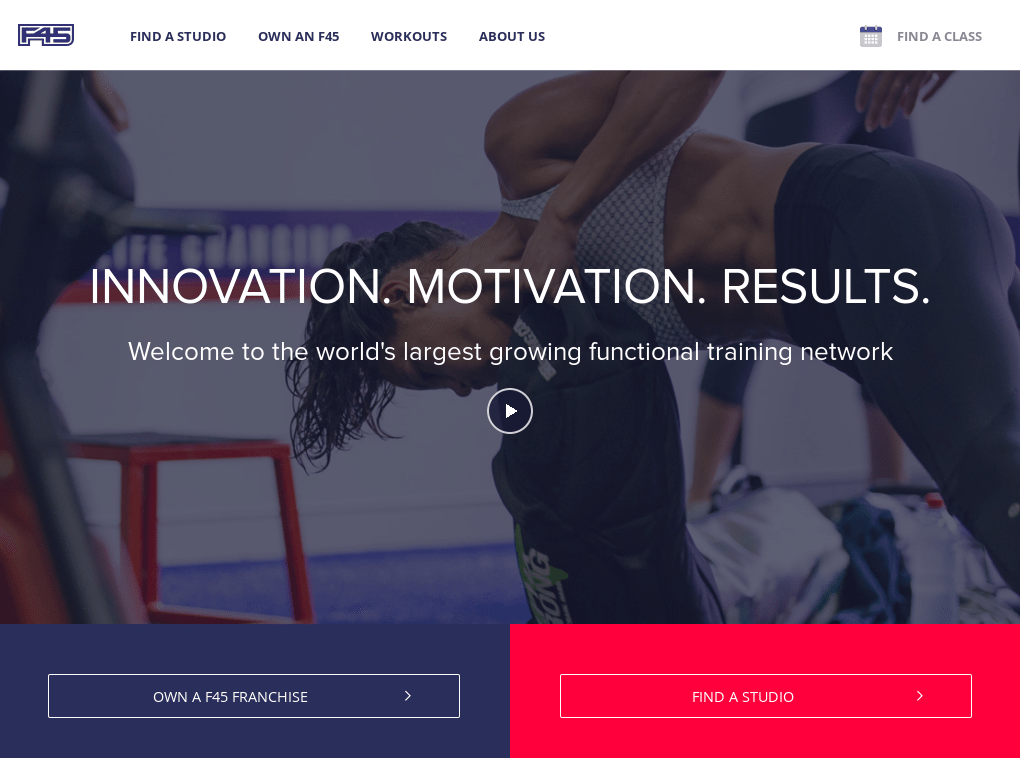 F45
FIND A STUDIO
OWN AN F45
WORKOUTS
ABOUT US
FIND A CLASS
INNOVATION. MOTIVATION. RESULTS.
Welcome to the world's largest growing functional training network
OWN A F45 FRANCHISE
FIND A STUDIO